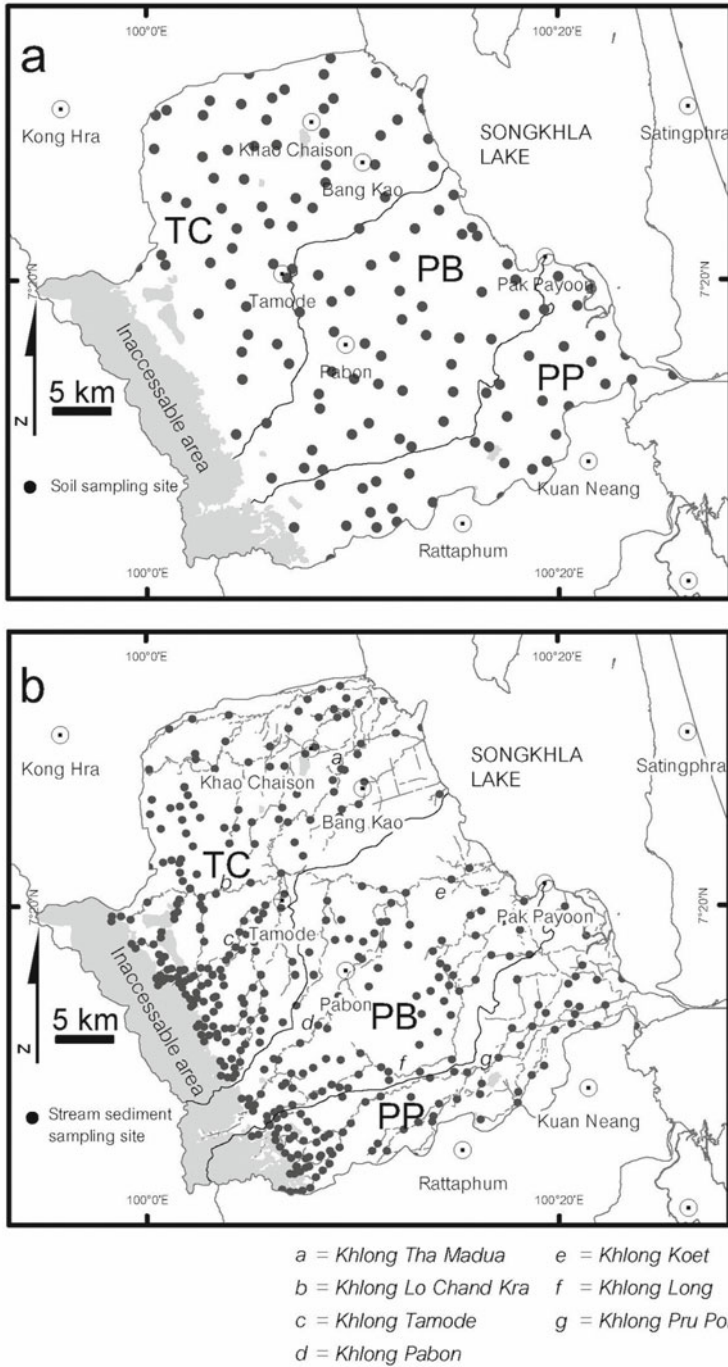 100°0'E
100°20'
a
Kong Hra
SONGKHLA
LAKE
Satingphra
Khao Chaison
Bang Kao
TC
PB
7°20'N
Tamode
Pak Payoon
Inaccessable area
Pabon
PP
5 km
N
Soil sampling site
Kuan Neang
Rattaphum
100°0'E
100°20'E
100°0'E
100°20'E
b
Kong Hra
SONGKHLA
LAKE
Satingphra
a
Khao Chaison
Bang Kao
TC
b
e
7°20'N
c
Tamode
Pak Payoon
Inaccessable area
Pabon
5 km
d
PB
N
f
g
Stream sediment
sampling site
PP
Kuan Neang
Rattaphum
100°0'E
100°20'E
a = Khlong Tha Madua e = Khlong Koet
b = Khlong Lo Chand Kra f = Khlong Long
c = Khlong Tamode g = Khlong Pru Po
d = Khlong Pabon